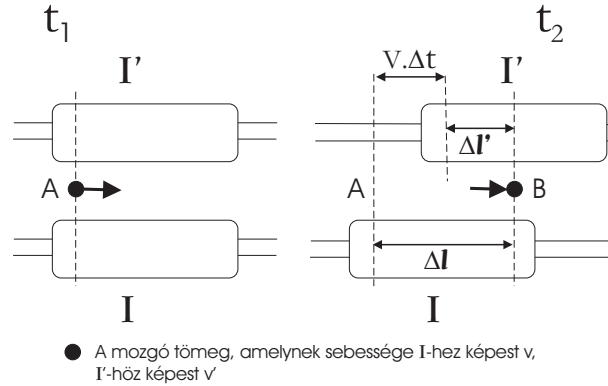 t₁ t₂
V.Δt
I' I'
Δl'
A A B
Δl
I I
A mozgó tömeg, amelynek sebessége I-hez képest v,
I'-höz képest v'